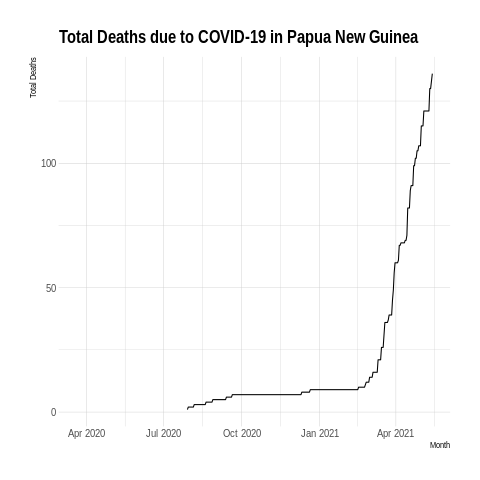 Total Deaths due to COVID-19 in Papua New Guinea
Total Deaths
100
50
0
Apr 2020 Jul 2020 Oct 2020 Jan 2021 Apr 2021
Month